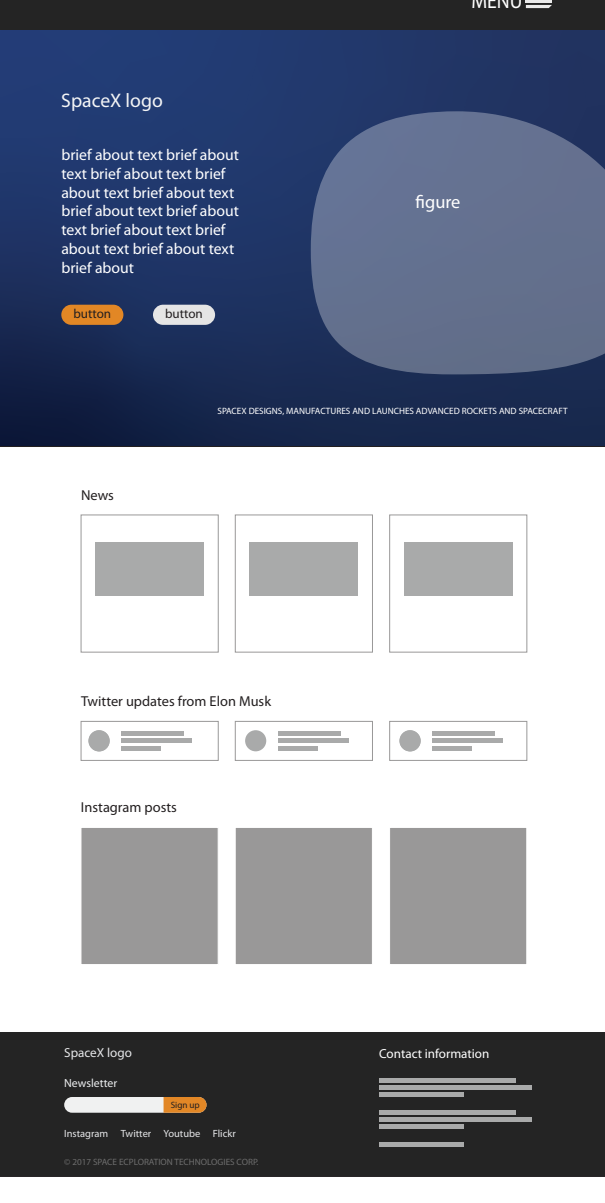 MENU
SpaceX logo
brief about text brief about
text brief about text brief
about text brief about text
brief about text brief about
text brief about text brief
about text brief about text
brief about
figure
button
button
SPACEX DESIGNS, MANUFACTURES AND LAUNCHES ADVANCED ROCKETS AND SPACECRAFT
News
Twitter updates from Elon Musk
Instagram posts
SpaceX logo
Contact information
Newsletter
Sign up
Instagram Twitter Youtube Flickr
© 2017 SPACE ECPLORATION TECHNOLOGIES CORP.